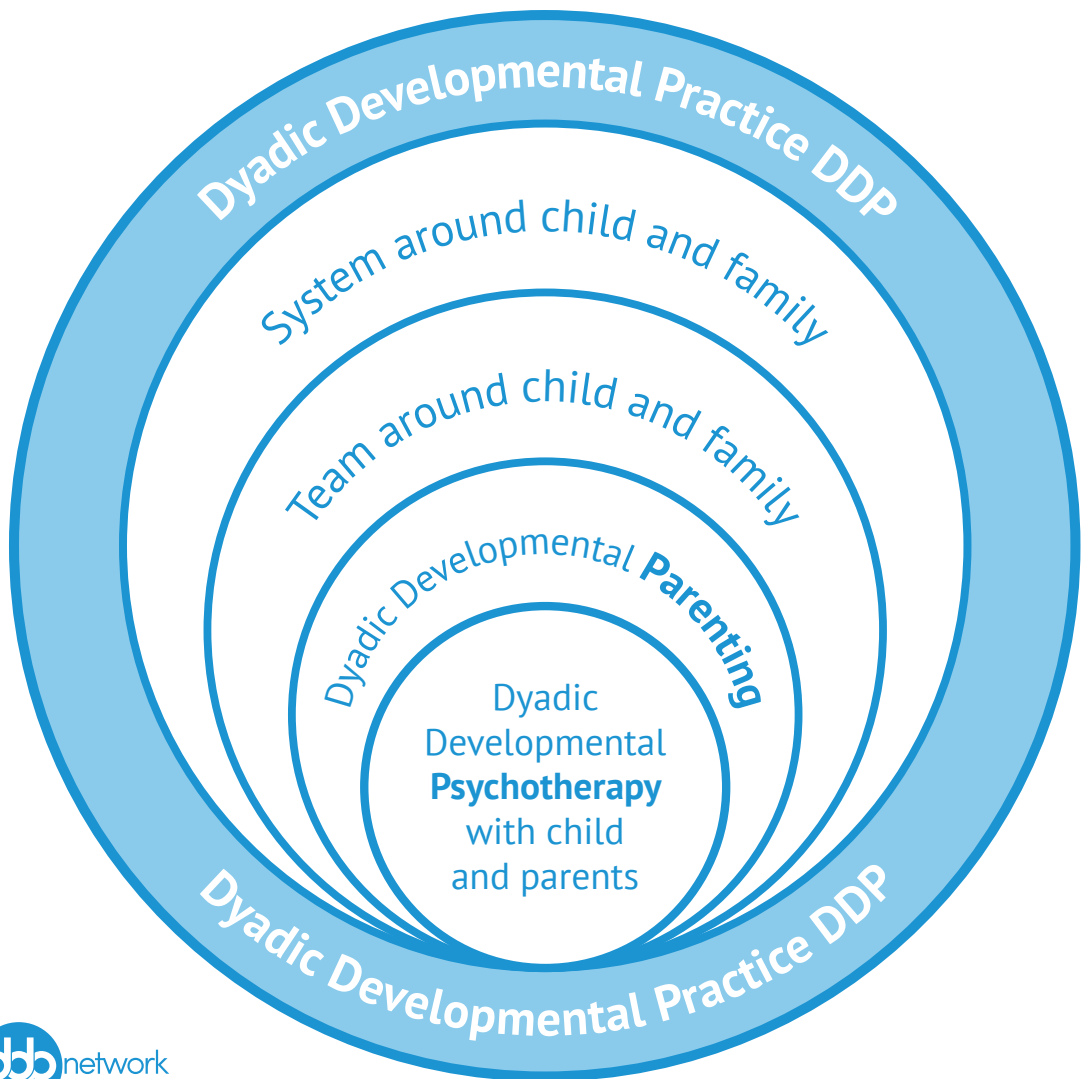 Dyadic Developmental Practice DDP
System around child and family
Team around child and family
Dyadic Developmental Parenting
Dyadic
Developmental
Psychotherapy
with child
and parents
Dyadic Developmental Practice DDP
network